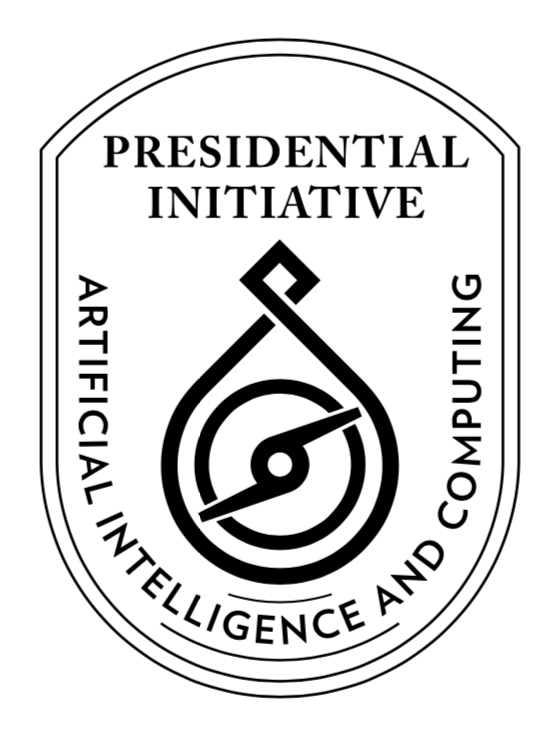 PRESIDENTIAL
INITIATIVE
ARTIFICIAL INTELLIGENCE AND COMPUTING